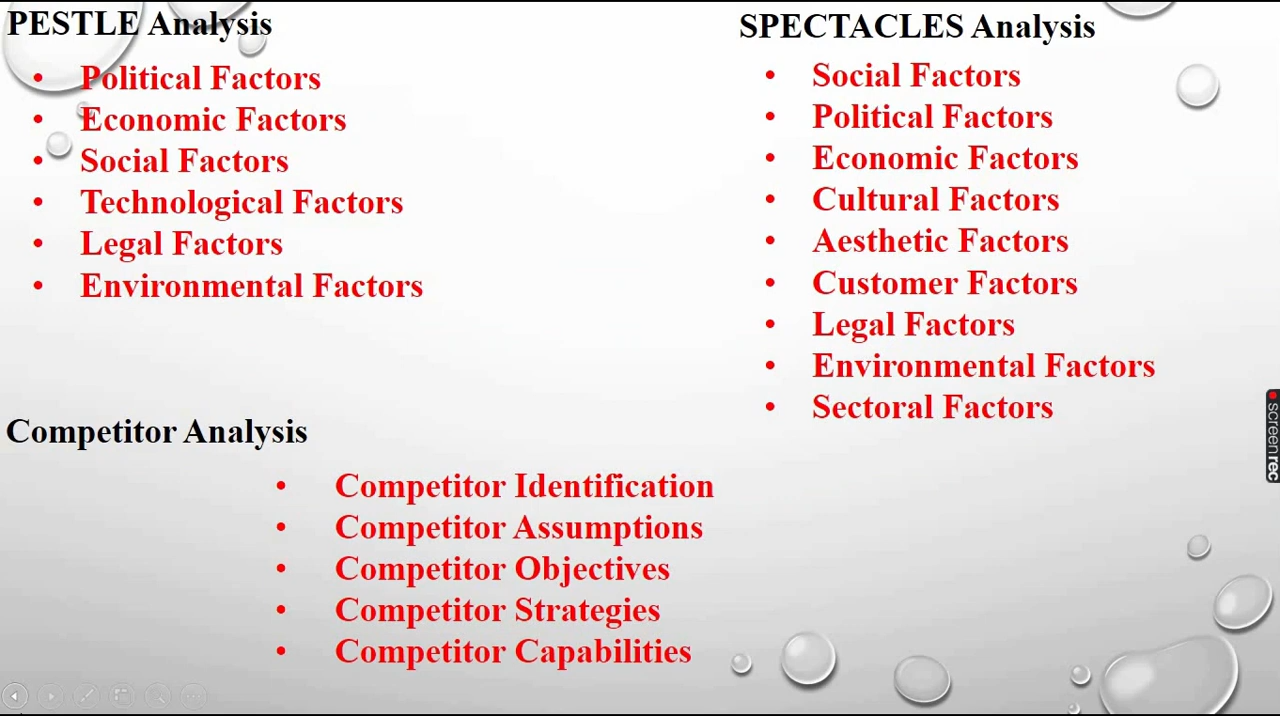 PESTLE Analysis
• Political Factors
• Economic Factors
• Social Factors
• Technological Factors
• Legal Factors
• Environmental Factors
SPECTACLES Analysis
• Social Factors
• Political Factors
• Economic Factors
• Cultural Factors
• Aesthetic Factors
• Customer Factors
• Legal Factors
• Environmental Factors
• Sectoral Factors
Competitor Analysis
• Competitor Identification
• Competitor Assumptions
• Competitor Objectives
• Competitor Strategies
• Competitor Capabilities
screenrec